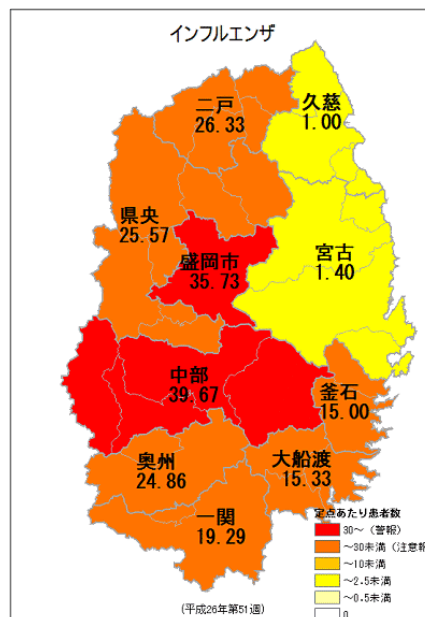 インフルエンザ
二戸
26.33
久慈
1.00
県央
25.57
盛岡市
35.73
宮古
1.40
中部
39.67
釜石
15.00
奥州
24.86
大船渡
15.33
一関
19.29
定点あたり患者数
30～（警報）
～30未満（注意報
～10未満
～2.5未満
～0.5未満
0
(平成26年第51週)